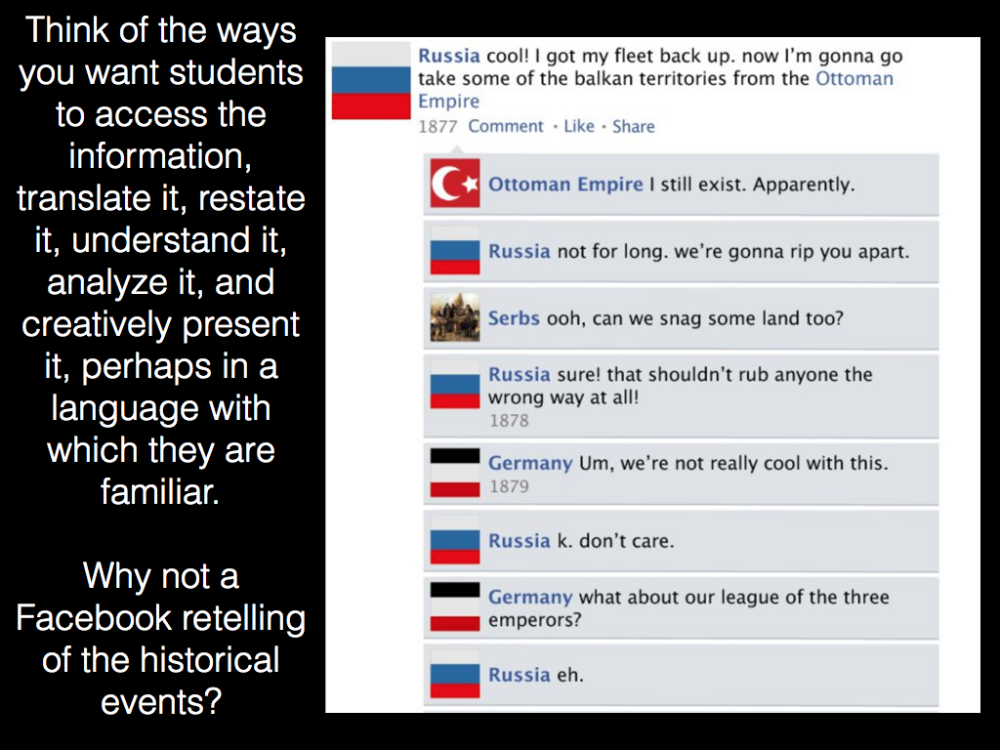 Think of the ways
you want students
to access the
information,
translate it, restate
it, understand it,
analyze it, and
creatively present
it, perhaps in a
language with
which they are
familiar.
Why not a
Facebook retelling
of the historical
events?
Russia cool! I got my fleet back up. now I'm gonna go
take some of the balkan territories from the Ottoman
Empire
1877 Comment · Like · Share
Ottoman Empire I still exist. Apparently.
Russia not for long. we're gonna rip you apart.
Serbs ooh, can we snag some land too?
Russia sure! that shouldn't rub anyone the
wrong way at all!
1878
Germany Um, we're not really cool with this.
1879
Russia k. don't care.
Germany what about our league of the three
emperors?
Russia eh.